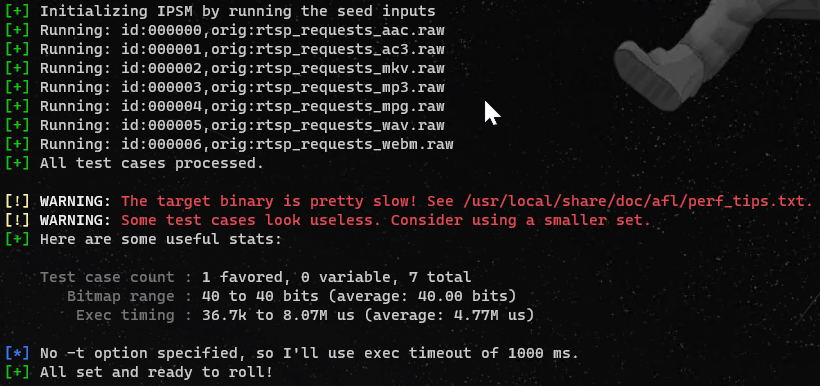 [+] Initializing IPSM by running the seed inputs
[+] Running: id:000000,orig:rtsp_requests_aac.raw
[+] Running: id:000001,orig:rtsp_requests_ac3.raw
[+] Running: id:000002,orig:rtsp_requests_mkv.raw
[+] Running: id:000003,orig:rtsp_requests_mp3.raw
[+] Running: id:000004,orig:rtsp_requests_mpg.raw
[+] Running: id:000005,orig:rtsp_requests_wav.raw
[+] Running: id:000006,orig:rtsp_requests_webm.raw
[+] All test cases processed.
[!] WARNING: The target binary is pretty slow! See /usr/local/share/doc/afl/perf_tips.txt.
[!] WARNING: Some test cases look useless. Consider using a smaller set.
[+] Here are some useful stats:
Test case count : 1 favored, 0 variable, 7 total
Bitmap range : 40 to 40 bits (average: 40.00 bits)
Exec timing : 36.7k to 8.07M us (average: 4.77M us)
[*] No -t option specified, so I'll use exec timeout of 1000 ms.
[+] All set and ready to roll!